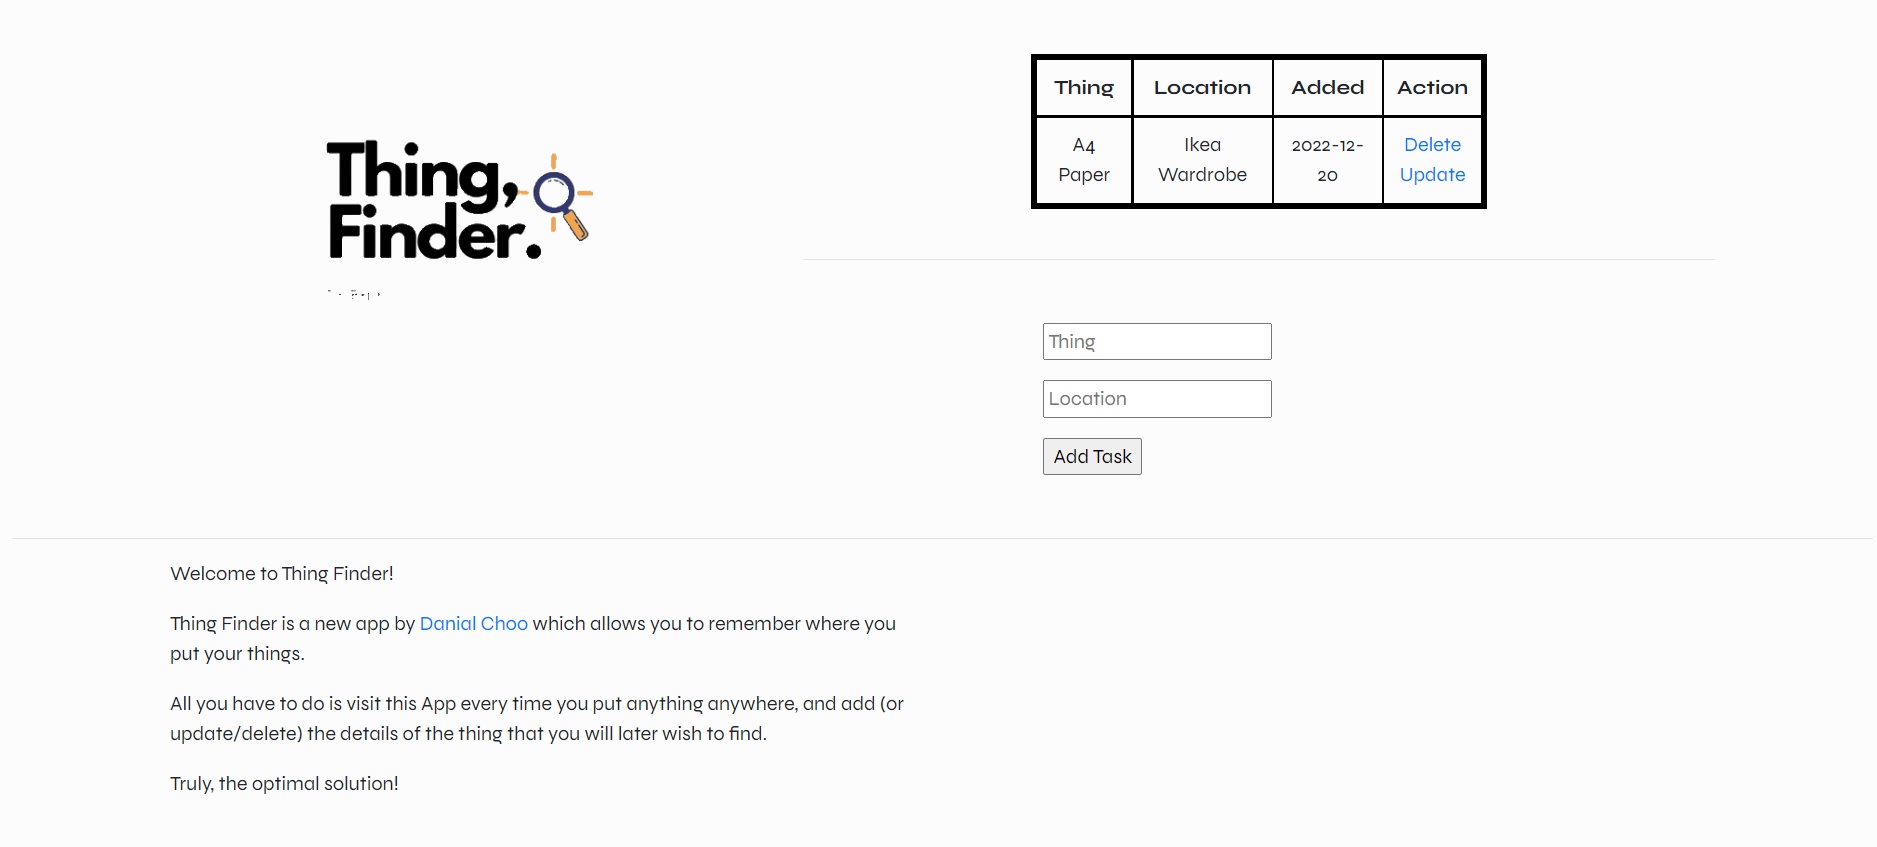 Thing,
Finder.
Thing Location Added Action
A4 Ikea 2022-12- Delete
Paper Wardrobe 20 Update
Thing
Location
Add Task
Welcome to Thing Finder!
Thing Finder is a new app by Danial Choo which allows you to remember where you
put your things.
All you have to do is visit this App every time you put anything anywhere, and add (or
update/delete) the details of the thing that you will later wish to find.
Truly, the optimal solution!